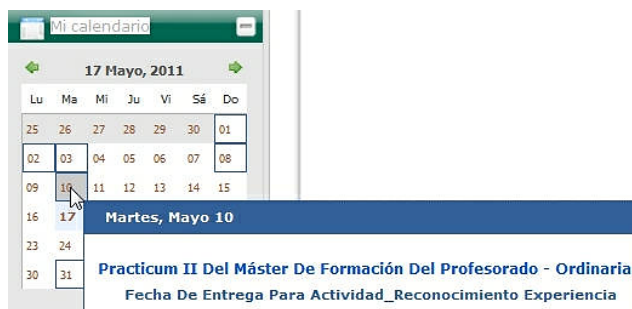 Mi calendario
17 Mayo, 2011
Lu Ma Mi Ju Vi Sá Do
25 26 27 28 29 30 01
02 03 04 05 06 07 08
09 10 11 12 13 14 15
16 17
Martes, Mayo 10
23 24
Practicum II Del Máster De Formación Del Profesorado - Ordinaria
30 31
Fecha De Entrega Para Actividad_Reconocimiento Experiencia